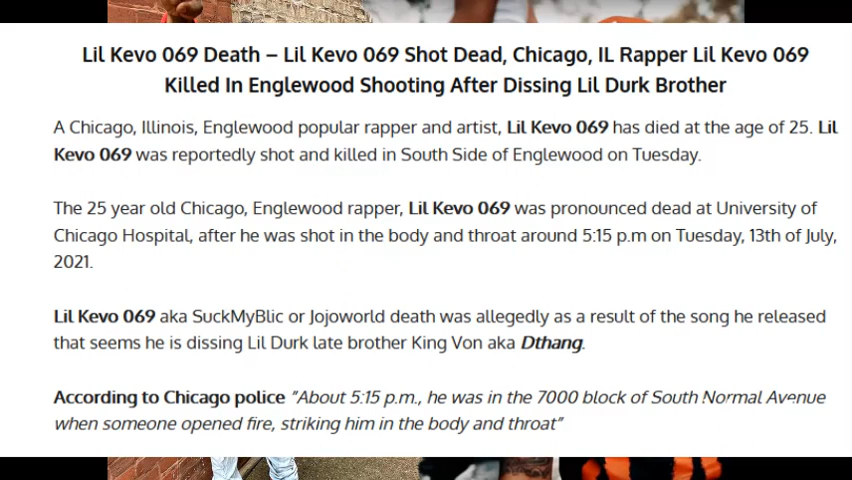 Lil Kevo 069 Death – Lil Kevo 069 Shot Dead, Chicago, IL Rapper Lil Kevo 069
Killed In Englewood Shooting After Dissing Lil Durk Brother
A Chicago, Illinois, Englewood popular rapper and artist, Lil Kevo 069 has died at the age of 25. Lil
Kevo 069 was reportedly shot and killed in South Side of Englewood on Tuesday.
The 25 year old Chicago, Englewood rapper, Lil Kevo 069 was pronounced dead at University of
Chicago Hospital, after he was shot in the body and throat around 5:15 p.m on Tuesday, 13th of July,
2021.
Lil Kevo 069 aka SuckMyBlic or Jojoworld death was allegedly as a result of the song he released
that seems he is dissing Lil Durk late brother King Von aka Dthang.
According to Chicago police "About 5:15 p.m., he was in the 7000 block of South Normal Avenue
when someone opened fire, striking him in the body and throat"